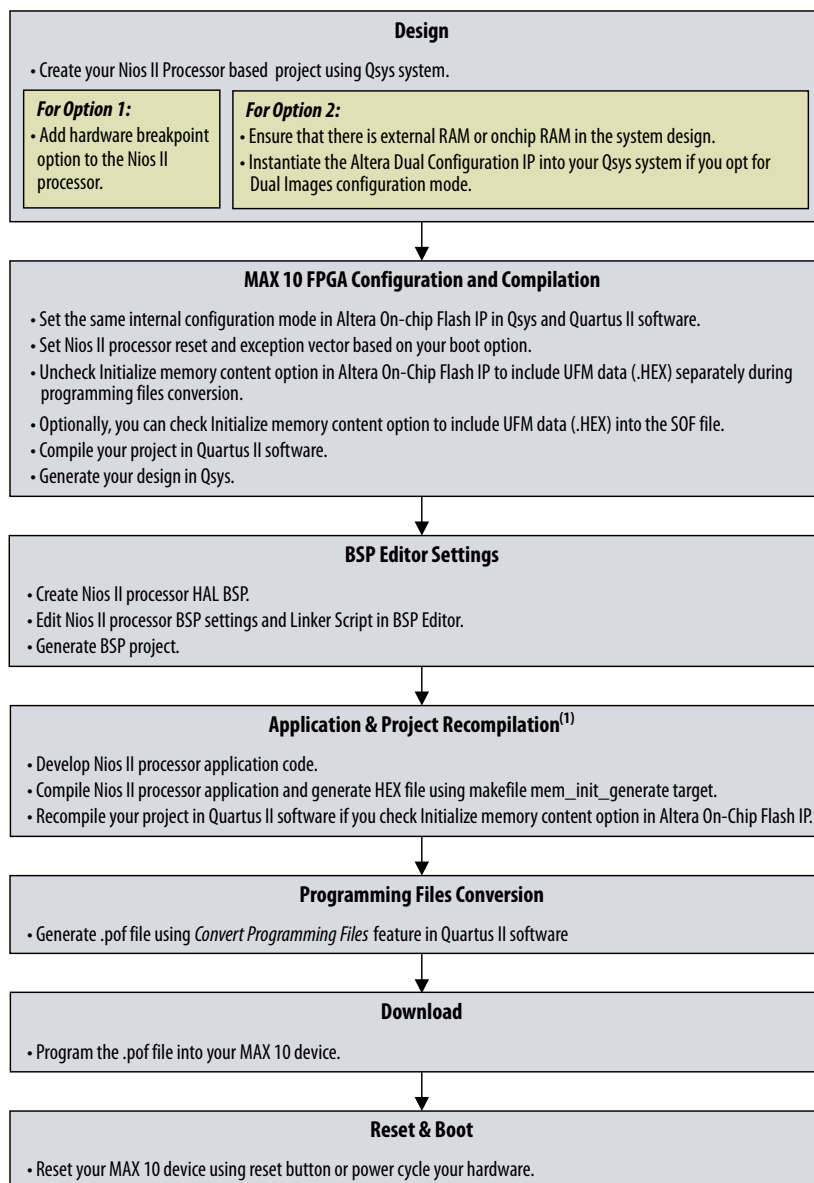 Design
• Create your Nios II Processor based project using Qsys system.
For Option 1:
• Add hardware breakpoint
option to the Nios II
processor.
For Option 2:
• Ensure that there is external RAM or onchip RAM in the system design.
• Instantiate the Altera Dual Configuration IP into your Qsys system if you opt for
Dual Images configuration mode.
MAX 10 FPGA Configuration and Compilation
• Set the same internal configuration mode in Altera On-chip Flash IP in Qsys and Quartus II software.
• Set Nios II processor reset and exception vector based on your boot option.
• Uncheck Initialize memory content option in Altera On-Chip Flash IP to include UFM data (.HEX) separately during
programming files conversion.
• Optionally, you can check Initialize memory content option to include UFM data (.HEX) into the SOF file.
• Compile your project in Quartus II software.
• Generate your design in Qsys.
BSP Editor Settings
• Create Nios II processor HAL BSP.
• Edit Nios II processor BSP settings and Linker Script in BSP Editor.
• Generate BSP project.
Application & Project Recompilation(1)
• Develop Nios II processor application code.
• Compile Nios II processor application and generate HEX file using makefile mem_init_generate target.
• Recompile your project in Quartus II software if you check Initialize memory content option in Altera On-Chip Flash IP.
Programming Files Conversion
• Generate .pof file using Convert Programming Files feature in Quartus II software
Download
• Program the .pof file into your MAX 10 device.
Reset & Boot
• Reset your MAX 10 device using reset button or power cycle your hardware.